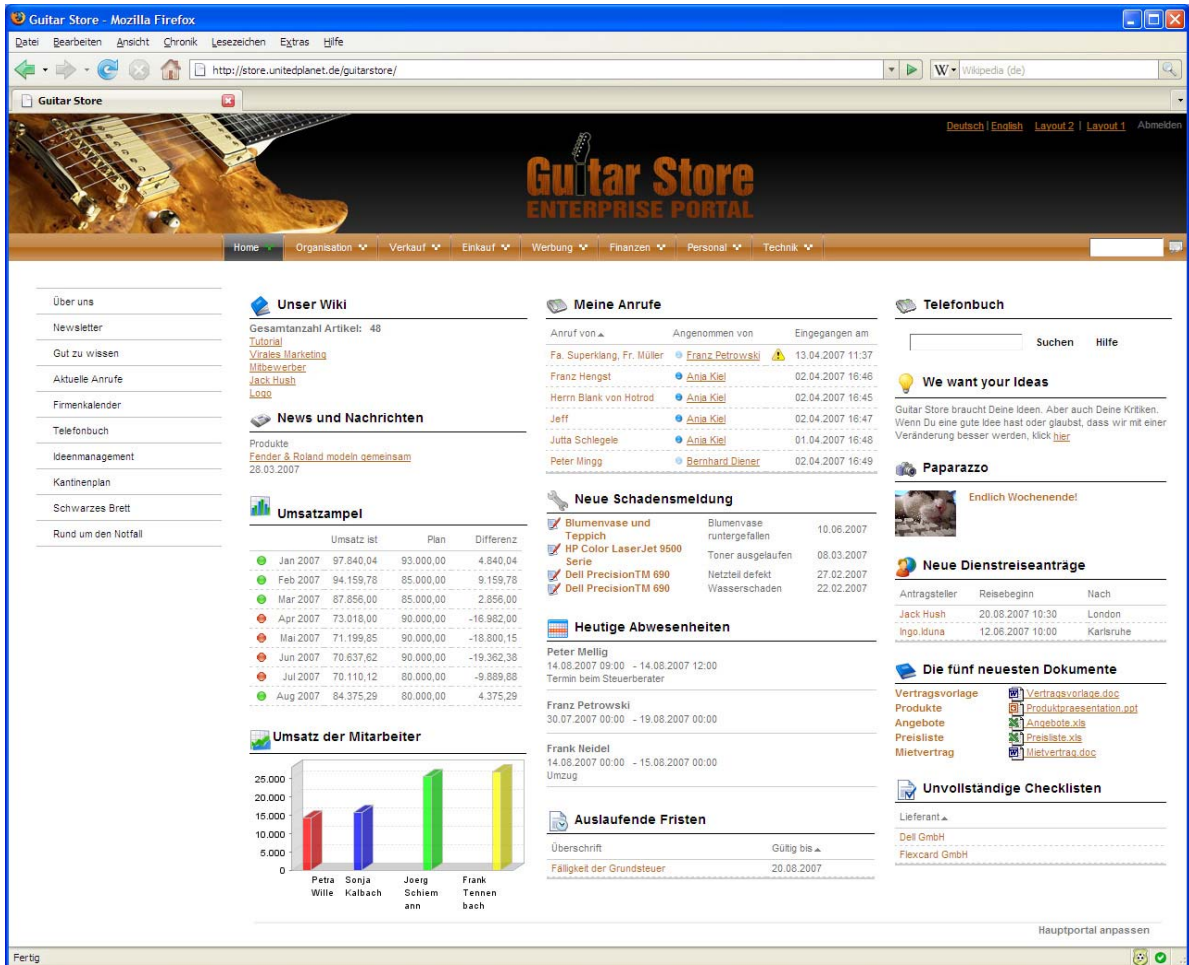 Guitar Store - Mozilla Firefox
Datei Bearbeiten Ansicht Chronik Lesezeichen Extras Hilfe
http://store.unitedplanet.de/guitarstore/
W Wikipedia (de)
Guitar Store
Deutsch | English Layout 2 | Layout 1 Abmelden
Guitar Store
ENTERPRISE PORTAL
Home Organisation Verkauf Einkauf Werbung Finanzen Personal Technik
Über uns
Newsletter
Gut zu wissen
Aktuelle Anrufe
Firmenkalender
Telefonbuch
Ideenmanagement
Kantinenplan
Schwarzes Brett
Rund um den Notfall
Unser Wiki
Gesamtanzahl Artikel: 48
Tutorial
Virales Marketing
Mitbewerber
Jack Hush
Logo
News und Nachrichten
Produkte
Fender & Roland modeln gemeinsam
28.03.2007
Umsatzampel
Umsatz ist Plan Differenz
Jan 2007 97.840,04 93.000,00 4.840,04
Feb 2007 94.159,78 85.000,00 9.159,78
Mar 2007 87.856,00 85.000,00 2.856,00
Apr 2007 73.018,00 90.000,00 -16.982,00
Mai 2007 71.199,85 90.000,00 -18.800,15
Jun 2007 70.637,62 90.000,00 -19.362,38
Jul 2007 70.110,12 80.000,00 -9.889,88
Aug 2007 84.375,29 80.000,00 4.375,29
Umsatz der Mitarbeiter
25.000
20.000
15.000
10.000
5.000
0
Petra Sonja Joerg Frank
Wille Kalbach Schiem Tennen
ann bach
Meine Anrufe
Anruf von Angenommen von Eingegangen am
Fa. Superklang, Fr. Müller Franz Petrowski 13.04.2007 11:37
Franz Hengst Anja Kiel 02.04.2007 16:46
Herrn Blank von Hotrod Anja Kiel 02.04.2007 16:45
Jeff Anja Kiel 02.04.2007 16:47
Jutta Schlegele Anja Kiel 01.04.2007 16:48
Peter Mingg Bernhard Diener 02.04.2007 16:49
Neue Schadensmeldung
Blumenvase und Blumenvase 10.06.2007
Teppich runtergefallen
HP Color LaserJet 9500 Toner ausgelaufen 08.03.2007
Serie
Dell PrecisionTM 690 Netzteil defekt 27.02.2007
Dell PrecisionTM 690 Wasserschaden 22.02.2007
Heutige Abwesenheiten
Peter Mellig
14.08.2007 09:00 - 14.08.2007 12:00
Termin beim Steuerberater
Franz Petrowski
30.07.2007 00:00 - 19.08.2007 00:00
Frank Neidel
14.08.2007 00:00 - 15.08.2007 00:00
Umzug
Auslaufende Fristen
Überschrift Gültig bis
Fälligkeit der Grundsteuer 20.08.2007
Telefonbuch
Suchen Hilfe
We want your Ideas
Guitar Store braucht Deine Ideen. Aber auch Deine Kritiken.
Wenn Du eine gute Idee hast oder glaubst, dass wir mit einer
Veränderung besser werden, klick hier
Paparazzo
Endlich Wochenende!
Neue Dienstreiseanträge
Antragsteller Reisebeginn Nach
Jack Hush 20.08.2007 10:30 London
Ingo.Iduna 12.06.2007 10:00 Karlsruhe
Die fünf neuesten Dokumente
Vertragsvorlage Vertragsvorlage.doc
Produkte Produktpraesentation.ppt
Angebote Angebote.xls
Preisliste Preisliste.xls
Mietvertrag Mietvertrag.doc
Unvollständige Checklisten
Lieferant
Dell GmbH
Flexcard GmbH
Hauptportal anpassen
Fertig